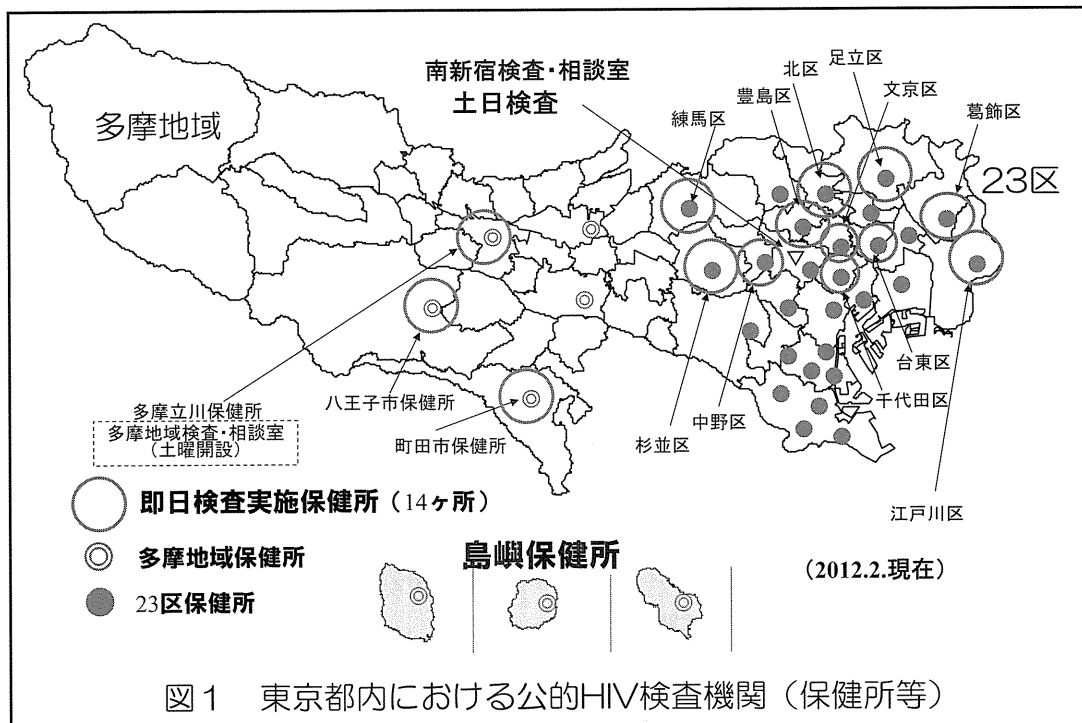 南新宿検査・相談室
土日検査
多摩地域
練馬区
豊島区
北区
足立区
文京区
葛飾区
23区
多摩立川保健所
多摩地域検査・相談室
（土曜開設）
八王子市保健所
町田市保健所
杉並区
中野区
千代田区
台東区
江戸川区
即日検査実施保健所（14ヶ所）
多摩地域保健所
23区保健所
島嶼保健所
（2012.2.現在）
図１　東京都内における公的HIV検査機関（保健所等）